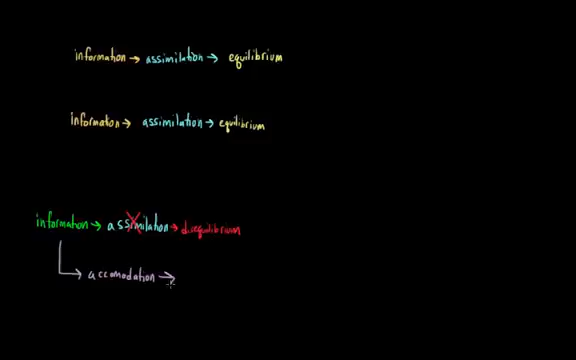 information → assimilation → equilibrium
information → assimilation → equilibrium
information → assimilation → disequilibrium
accomodation →